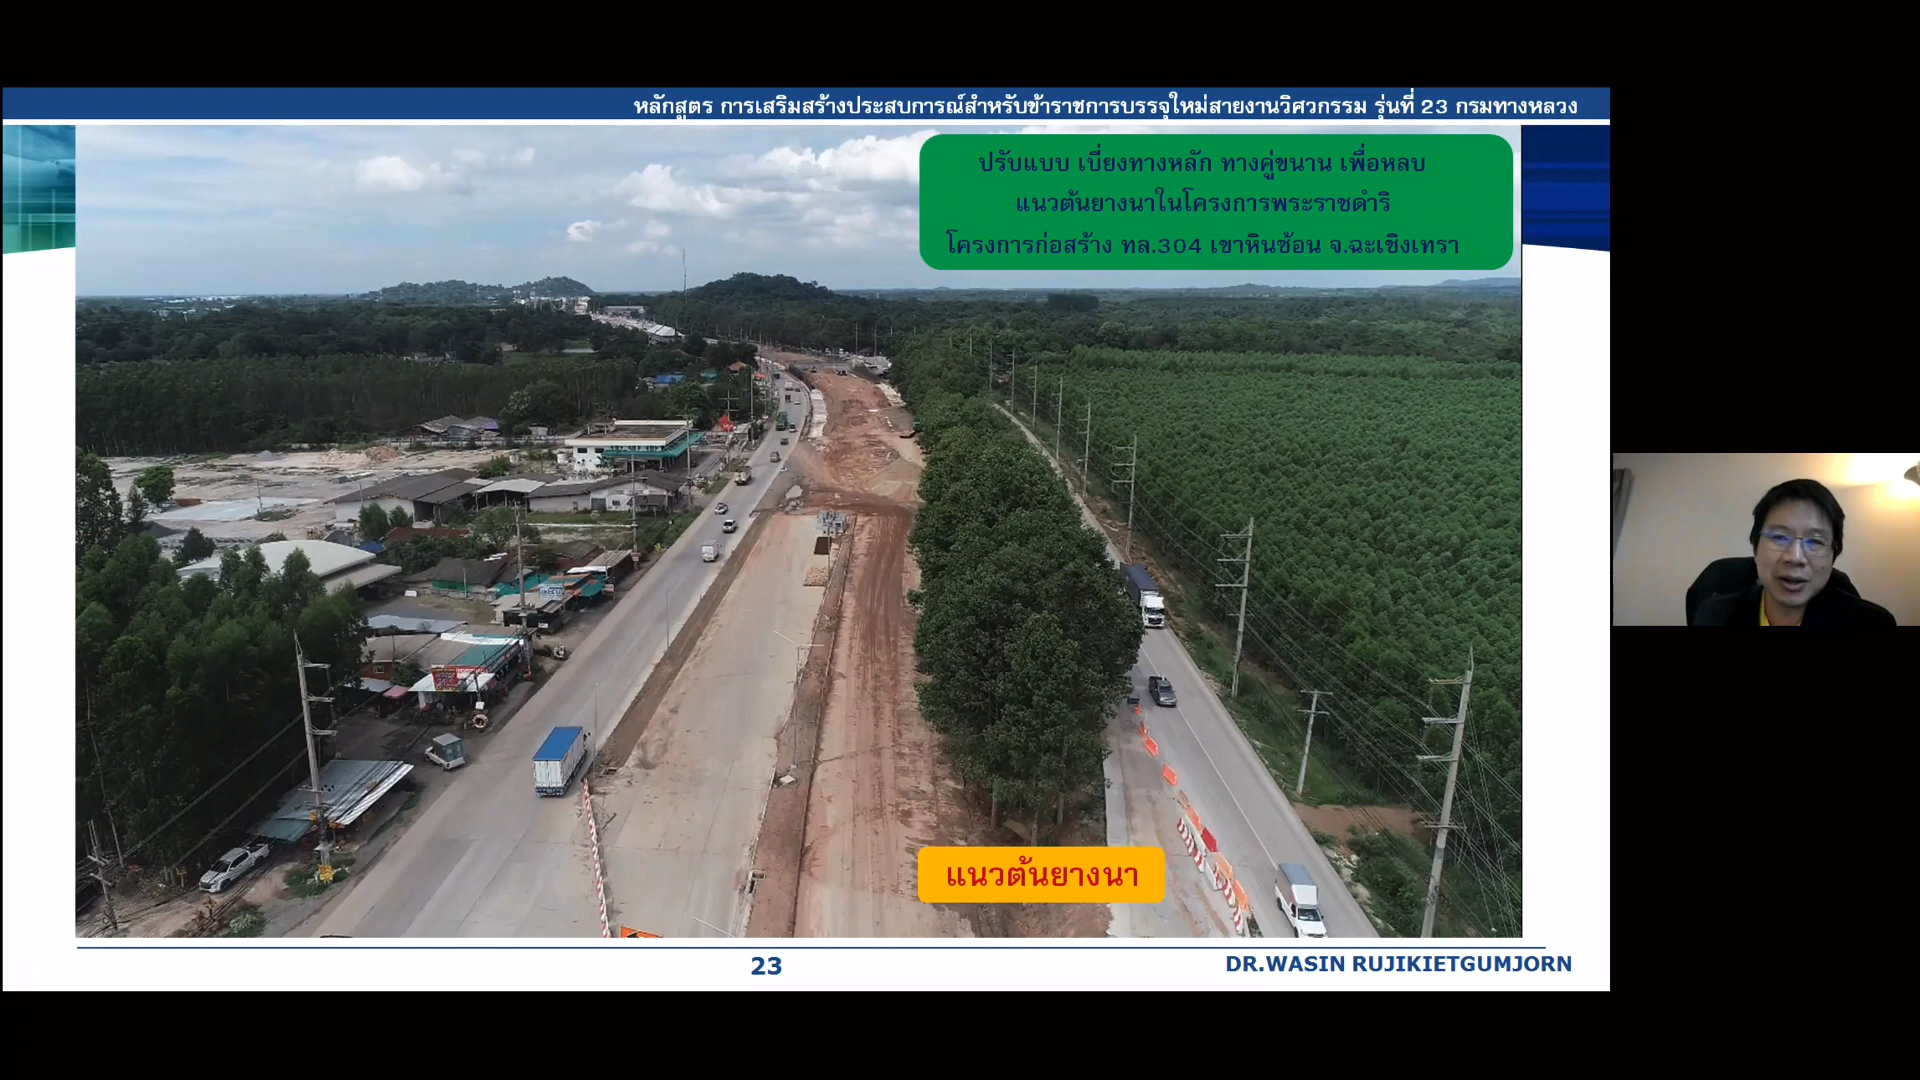 หลักสูตร การเสริมสร้างประสบการณ์สำหรับข้าราชการบรรจุใหม่สายงานวิศวกรรม รุ่นที่ 23 กรมทางหลวง
ปรับแบบ เบี่ยงทางหลัก ทางคู่ขนาน เพื่อหลบ
แนวต้นยางนาในโครงการพระราชดำริ
โครงการก่อสร้าง ทล.304 เขาหินซ้อน จ.ฉะเชิงเทรา
แนวต้นยางนา
23
DR.WASIN RUJIKIETGUMJORN